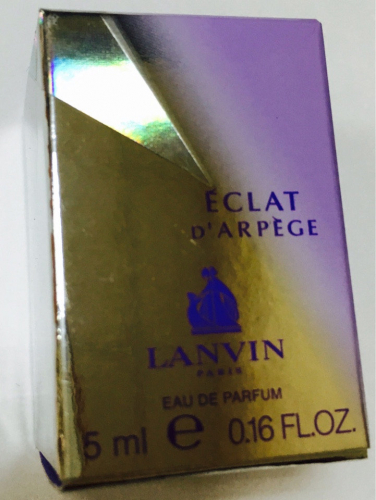 ÉCLAT
D'ARPÈGE
LANVIN
PARIS
EAU DE PARFUM
5 ml e 0.16 FL.OZ.